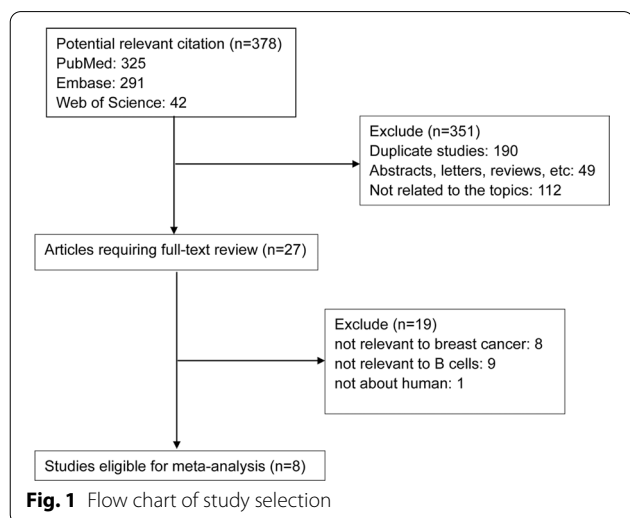 Potential relevant citation (n=378)
PubMed: 325
Embase: 291
Web of Science: 42
Exclude (n=351)
Duplicate studies: 190
Abstracts, letters, reviews, etc: 49
Not related to the topics: 112
Articles requiring full-text review (n=27)
Exclude (n=19)
not relevant to breast cancer: 8
not relevant to B cells: 9
not about human: 1
Studies eligible for meta-analysis (n=8)
Fig. 1 Flow chart of study selection